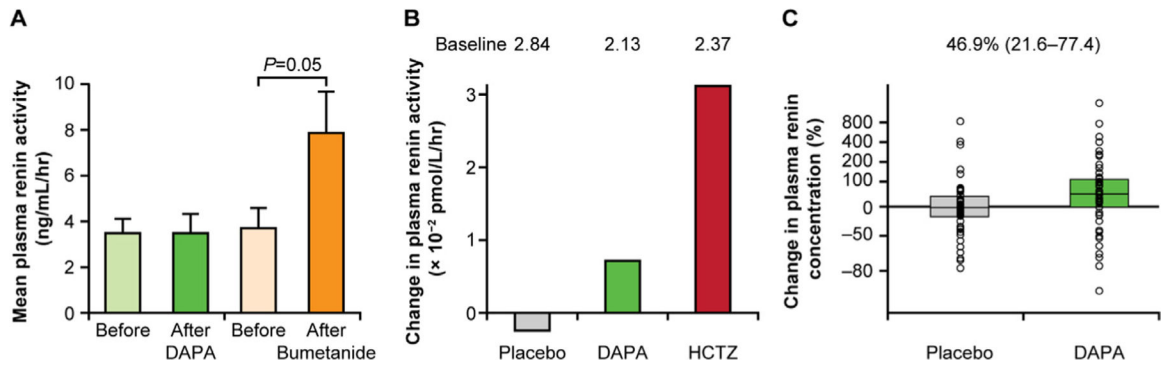 A
Mean plasma renin activity
(ng/mL/hr)
10
8
6
4
2
0
P=0.05
Before
After
DAPA
Before
After
Bumetanide
B
Baseline 2.84 2.13 2.37
Change in plasma renin activity
(× 10⁻² pmol/L/hr)
3
2
1
0
Placebo DAPA HCTZ
C
46.9% (21.6–77.4)
Change in plasma renin
concentration (%)
800
400
200
100
0
–50
–80
Placebo DAPA